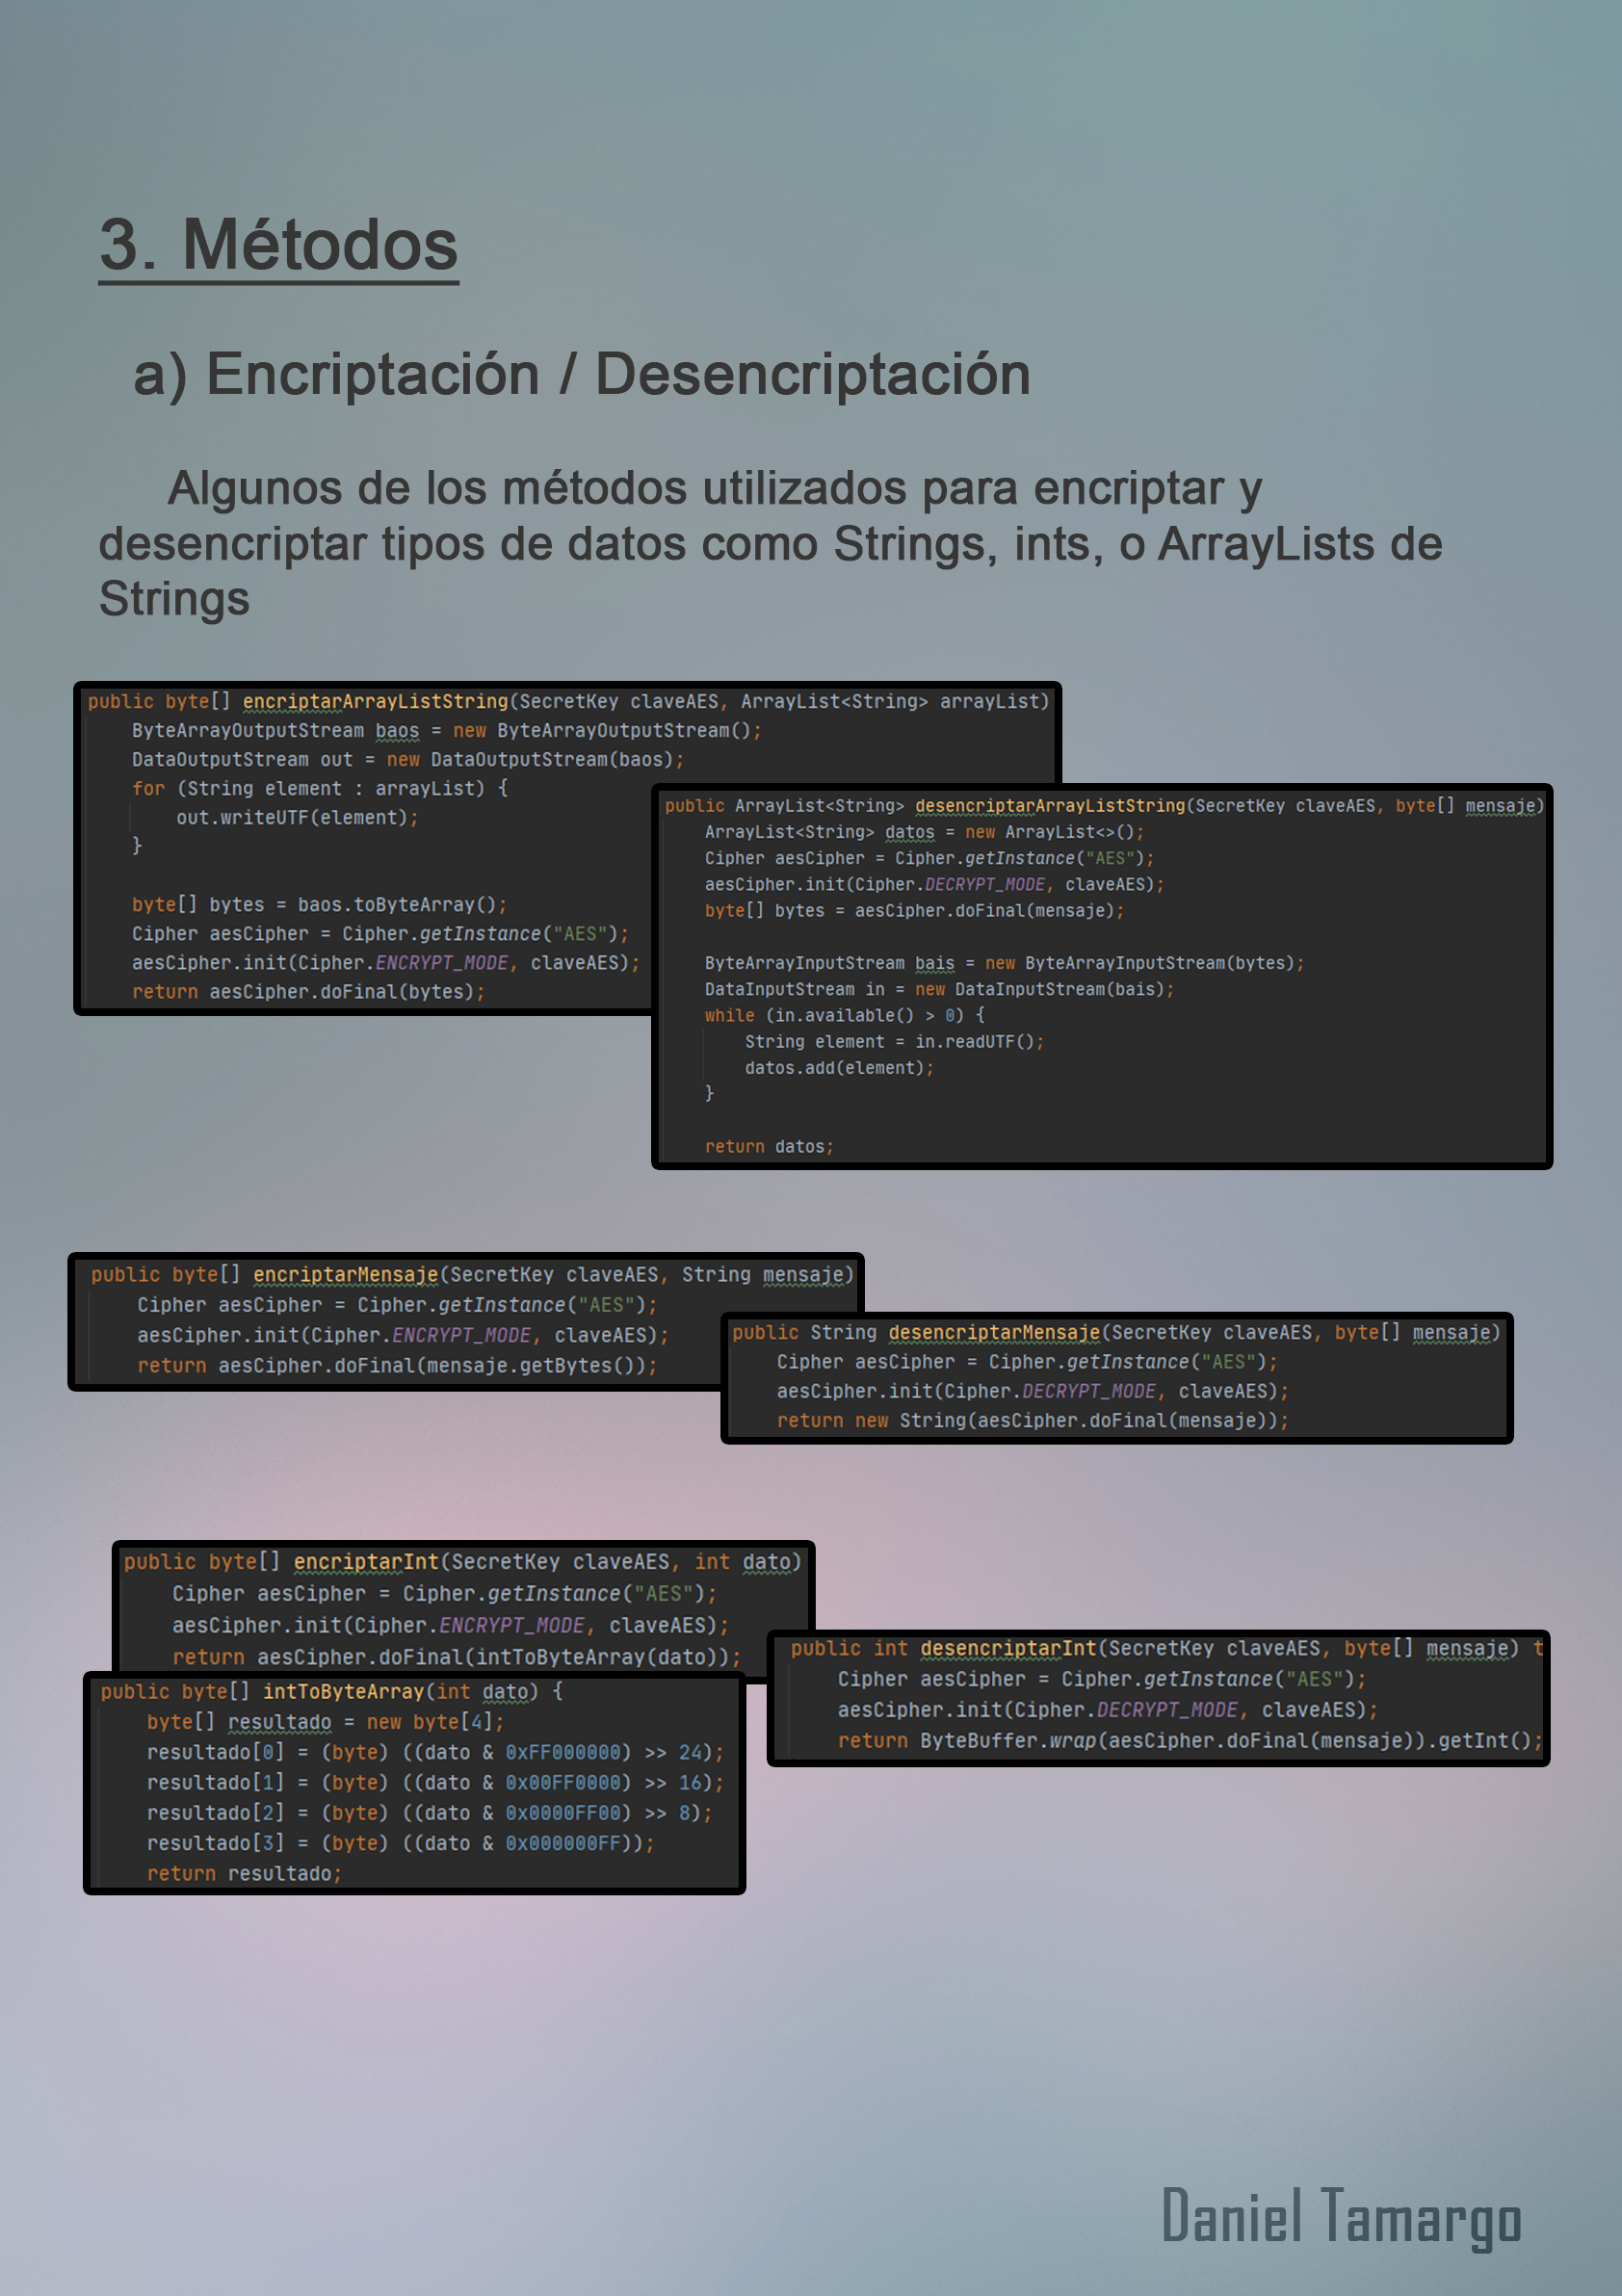 3. Métodos
a) Encriptación / Desencriptación
Algunos de los métodos utilizados para encriptar y
desencriptar tipos de datos como Strings, ints, o ArrayLists de
Strings
public byte[] encriptarArrayListString(SecretKey claveAES, ArrayList<String> arrayList)
ByteArrayOutputStream baos = new ByteArrayOutputStream();
DataOutputStream out = new DataOutputStream(baos);
for (String element : arrayList) {
out.writeUTF(element);
}
byte[] bytes = baos.toByteArray();
Cipher aesCipher = Cipher.getInstance("AES");
aesCipher.init(Cipher.ENCRYPT_MODE, claveAES);
return aesCipher.doFinal(bytes);
public ArrayList<String> desencriptarArrayListString(SecretKey claveAES, byte[] mensaje)
ArrayList<String> datos = new ArrayList<>();
Cipher aesCipher = Cipher.getInstance("AES");
aesCipher.init(Cipher.DECRYPT_MODE, claveAES);
byte[] bytes = aesCipher.doFinal(mensaje);
ByteArrayInputStream bais = new ByteArrayInputStream(bytes);
DataInputStream in = new DataInputStream(bais);
while (in.available() > 0) {
String element = in.readUTF();
datos.add(element);
}
return datos;
public byte[] encriptarMensaje(SecretKey claveAES, String mensaje)
Cipher aesCipher = Cipher.getInstance("AES");
aesCipher.init(Cipher.ENCRYPT_MODE, claveAES);
return aesCipher.doFinal(mensaje.getBytes());
public String desencriptarMensaje(SecretKey claveAES, byte[] mensaje)
Cipher aesCipher = Cipher.getInstance("AES");
aesCipher.init(Cipher.DECRYPT_MODE, claveAES);
return new String(aesCipher.doFinal(mensaje));
public byte[] encriptarInt(SecretKey claveAES, int dato)
Cipher aesCipher = Cipher.getInstance("AES");
aesCipher.init(Cipher.ENCRYPT_MODE, claveAES);
return aesCipher.doFinal(intToByteArray(dato));
public byte[] intToByteArray(int dato) {
byte[] resultado = new byte[4];
resultado[0] = (byte) ((dato & 0xFF000000) >> 24);
resultado[1] = (byte) ((dato & 0x00FF0000) >> 16);
resultado[2] = (byte) ((dato & 0x0000FF00) >> 8);
resultado[3] = (byte) ((dato & 0x000000FF));
return resultado;
public int desencriptarInt(SecretKey claveAES, byte[] mensaje) t
Cipher aesCipher = Cipher.getInstance("AES");
aesCipher.init(Cipher.DECRYPT_MODE, claveAES);
return ByteBuffer.wrap(aesCipher.doFinal(mensaje)).getInt();
Daniel Tamargo